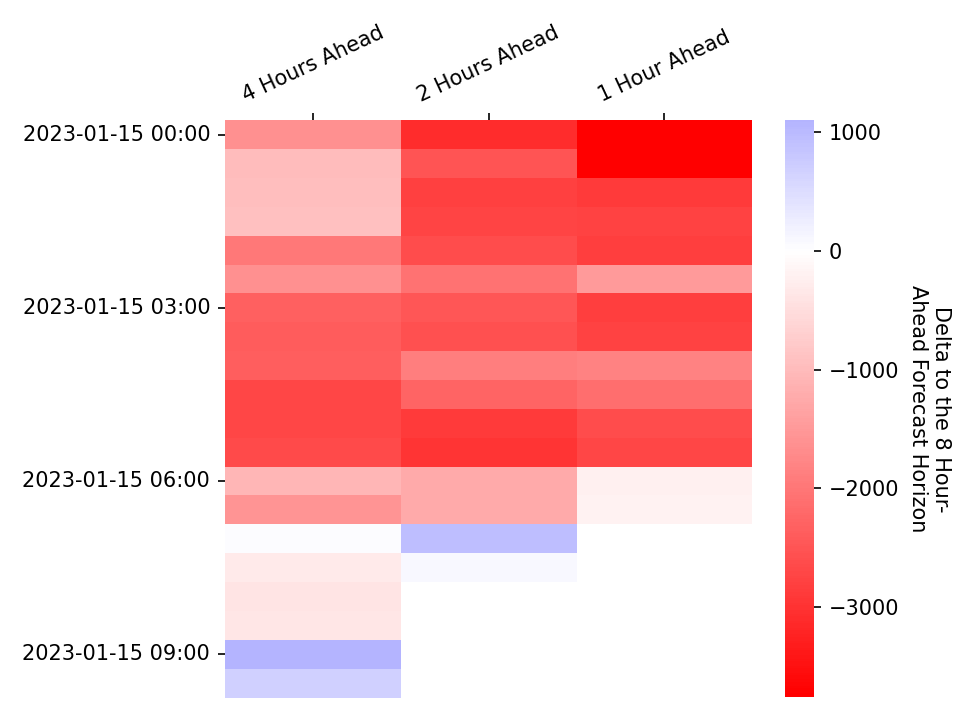 4 Hours Ahead
2 Hours Ahead
1 Hour Ahead
2023-01-15 00:00
2023-01-15 03:00
2023-01-15 06:00
2023-01-15 09:00
1000
0
−1000
−2000
−3000
Delta to the 8 Hour-
Ahead Forecast Horizon